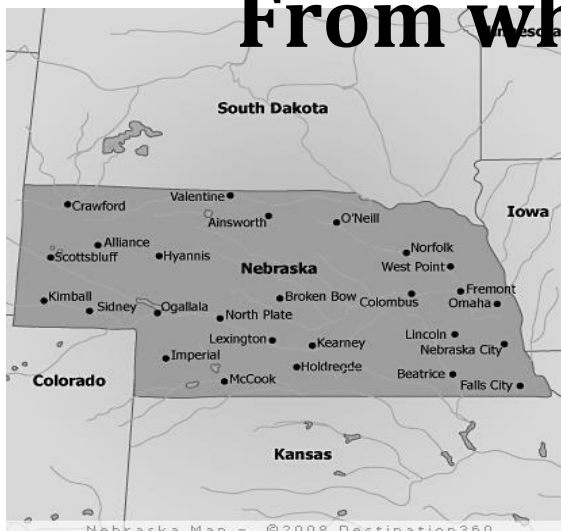 From wh
Minnesota
South Dakota
Crawford
Valentine
Ainsworth
O'Neill
Iowa
Alliance
Scottsbluff
Hyannis
Nebraska
Norfolk
West Point
Kimball
Sidney
Ogallala
North Plate
Broken Bow
Colombus
Fremont
Omaha
Lexington
Kearney
Lincoln
Nebraska City
Imperial
McCook
Holdregde
Beatrice
Falls City
Colorado
Kansas
Nebraska Map - ©2008 Destination360